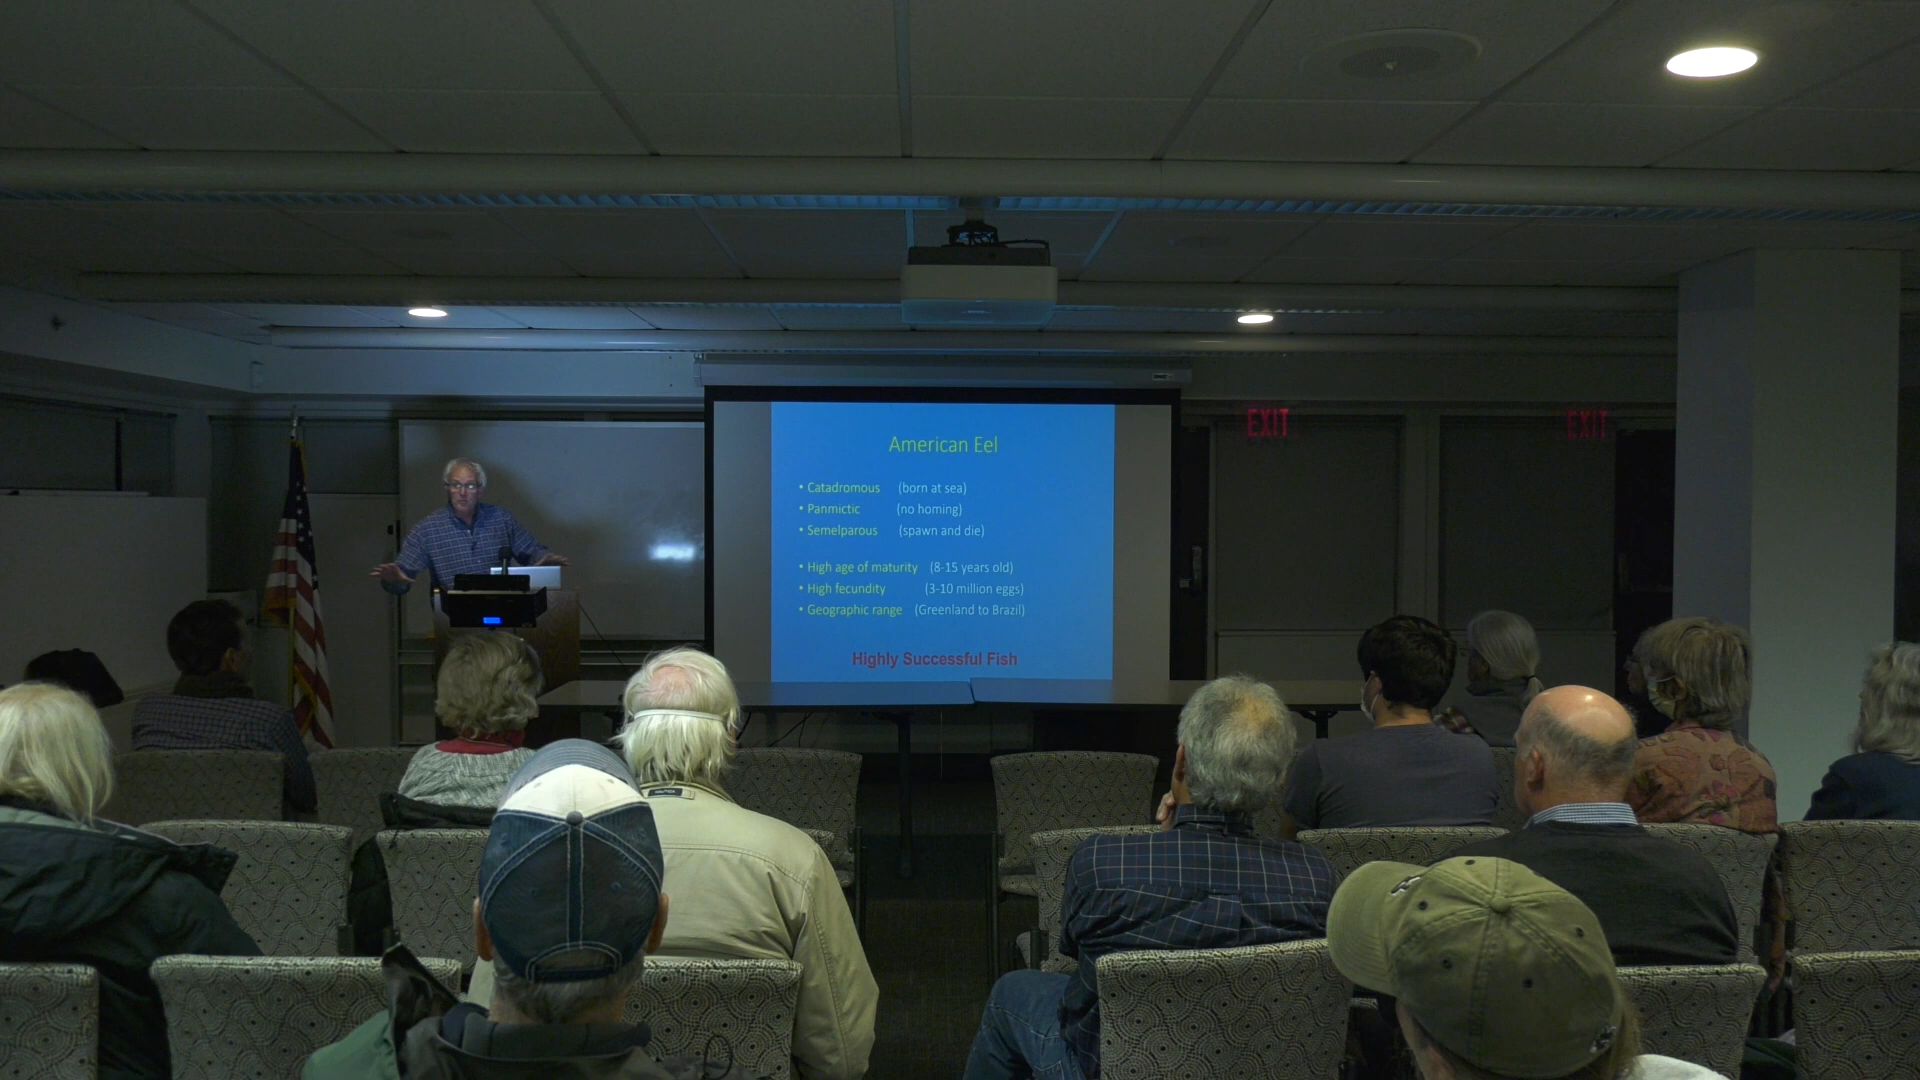 EXIT
EXIT
American Eel
• Catadromous (born at sea)
• Panmictic (no homing)
• Semelparous (spawn and die)
• High age of maturity (8-15 years old)
• High fecundity (3-10 million eggs)
• Geographic range (Greenland to Brazil)
Highly Successful Fish